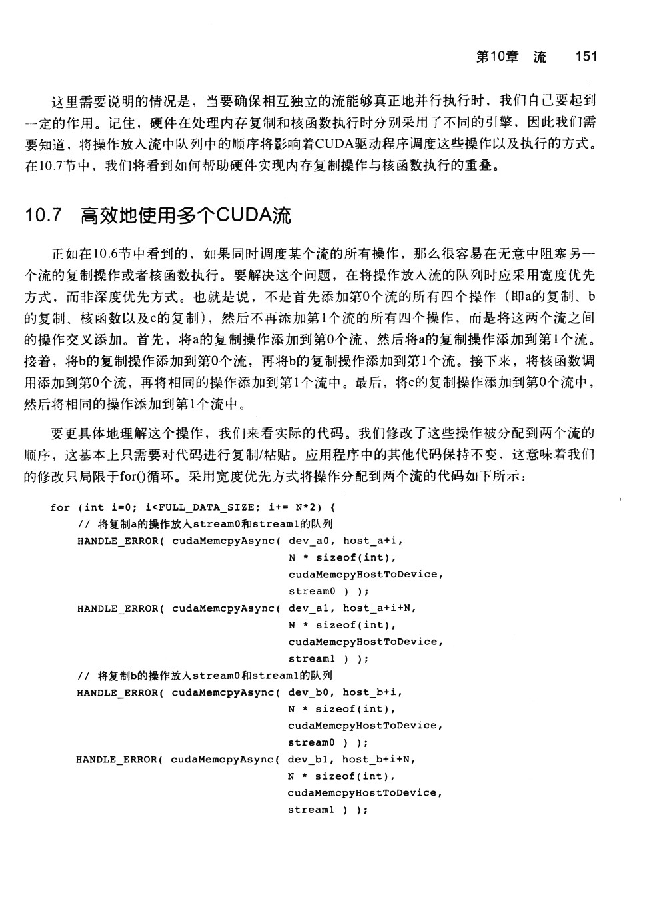 第10章 流 151
这里需要说明的情况是，当要确保相互独立的流能够真正地并行执行时，我们自己要起到
一定的作用。记住，硬件在处理内存复制和核函数执行时分别采用了不同的引擎，因此我们需
要知道，将操作放入流中队列中的顺序将影响着CUDA驱动程序调度这些操作以及执行的方式。
在10.7节中，我们将看到如何帮助硬件实现内存复制操作与核函数执行的重叠。
10.7 高效地使用多个CUDA流
正如在10.6节中看到的，如果同时调度某个流的所有操作，那么很容易在无意中阻塞另一
个流的复制操作或者核函数执行。要解决这个问题，在将操作放入流的队列时应采用宽度优先
方式，而非深度优先方式。也就是说，不是首先添加第0个流的所有四个操作（即a的复制、b
的复制、核函数以及c的复制），然后不再添加第1个流的所有四个操作，而是将这两个流之间
的操作交叉添加。首先，将a的复制操作添加到第0个流，然后将a的复制操作添加到第1个流。
接着，将b的复制操作添加到第0个流，再将b的复制操作添加到第1个流。接下来，将核函数调
用添加到第0个流，再将相同的操作添加到第1个流中。最后，将c的复制操作添加到第0个流中，
然后将相同的操作添加到第1个流中。
要更具体地理解这个操作，我们来看实际的代码。我们修改了这些操作被分配到两个流的
顺序，这基本上只需要对代码进行复制/粘贴。应用程序中的其他代码保持不变，这意味着我们
的修改只局限于for()循环。采用宽度优先方式将操作分配到两个流的代码如下所示：
for (int i=0; i<FULL_DATA_SIZE; i+= N*2) {
// 将复制a的操作放入stream0和stream1的队列
HANDLE_ERROR( cudaMemcpyAsync( dev_a0, host_a+i,
N * sizeof(int),
cudaMemcpyHostToDevice,
stream0 ) );
HANDLE_ERROR( cudaMemcpyAsync( dev_a1, host_a+i+N,
N * sizeof(int),
cudaMemcpyHostToDevice,
stream1 ) );
// 将复制b的操作放入stream0和stream1的队列
HANDLE_ERROR( cudaMemcpyAsync( dev_b0, host_b+i,
N * sizeof(int),
cudaMemcpyHostToDevice,
stream0 ) );
HANDLE_ERROR( cudaMemcpyAsync( dev_b1, host_b+i+N,
N * sizeof(int),
cudaMemcpyHostToDevice,
stream1 ) );